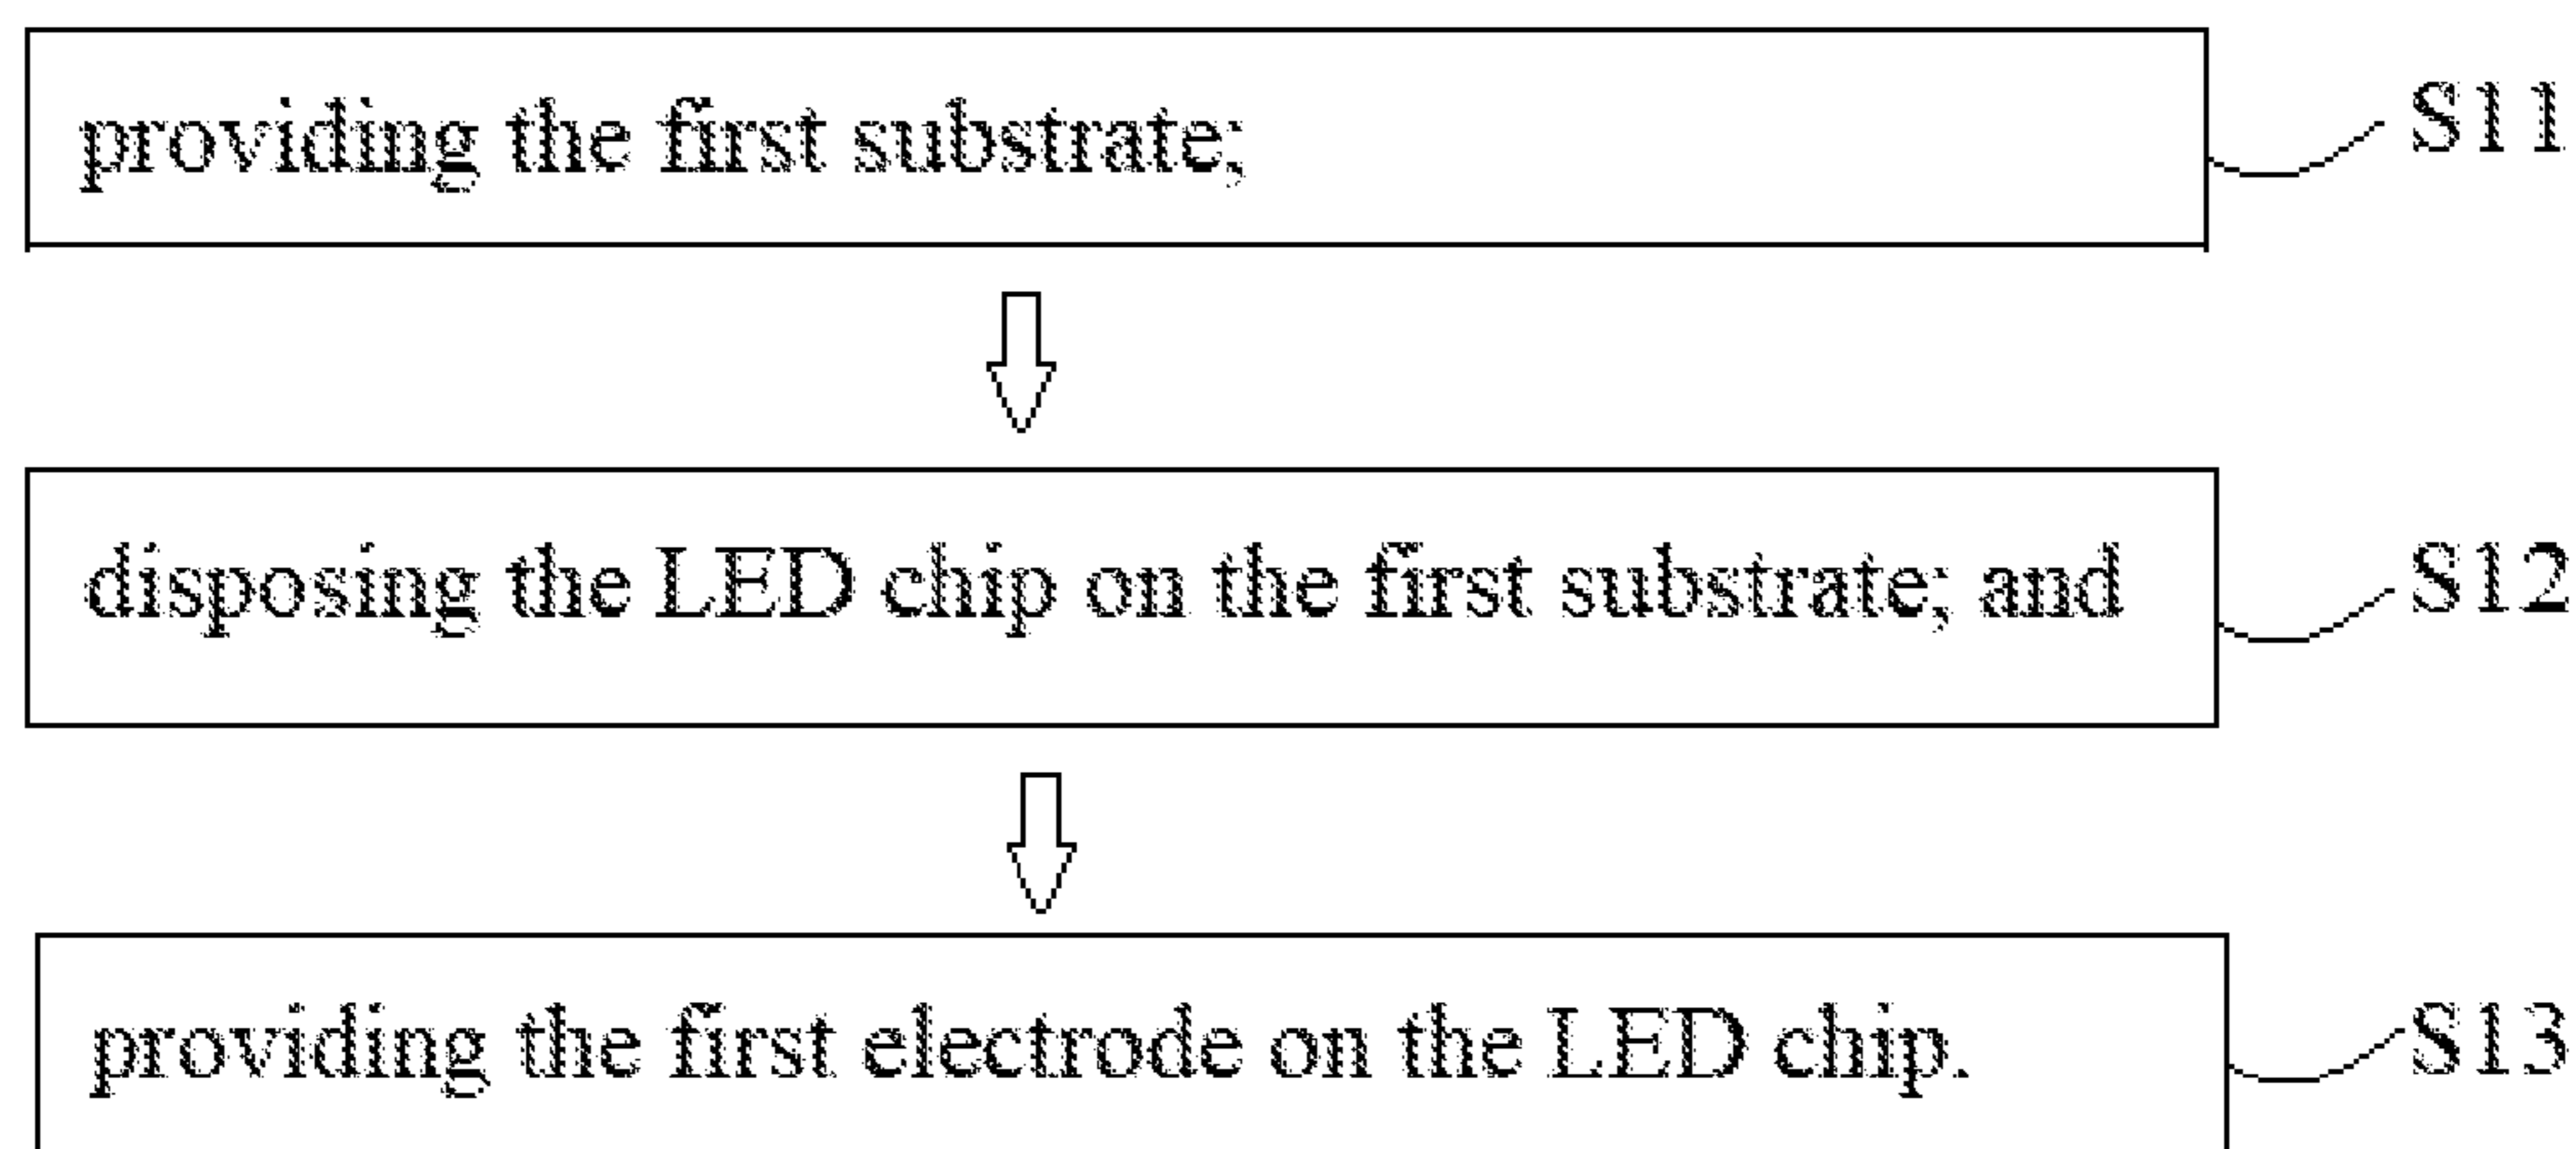 providing the first substrate; S11
disposing the LED chip on the first substrate; and S12
providing the first electrode on the LED chip. S13